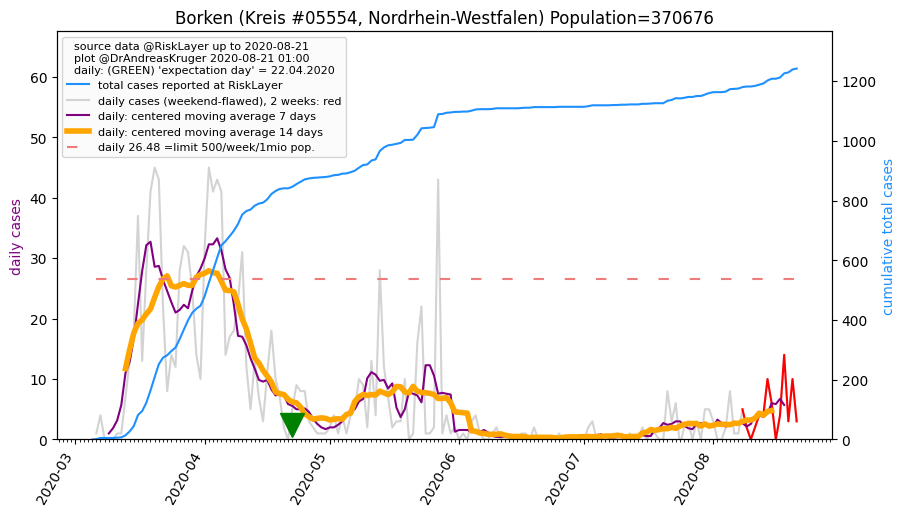 Borken (Kreis #05554, Nordrhein-Westfalen) Population=370676
source data @RiskLayer up to 2020-08-21
plot @DrAndreasKruger 2020-08-21 01:00
daily: (GREEN) 'expectation day' = 22.04.2020
total cases reported at RiskLayer
daily cases (weekend-flawed), 2 weeks: red
daily: centered moving average 7 days
daily: centered moving average 14 days
daily 26.48 =limit 500/week/1mio pop.
daily cases
60
50
40
30
20
10
0
cumulative total cases
1200
1000
800
600
400
200
0
2020-03
2020-04
2020-05
2020-06
2020-07
2020-08